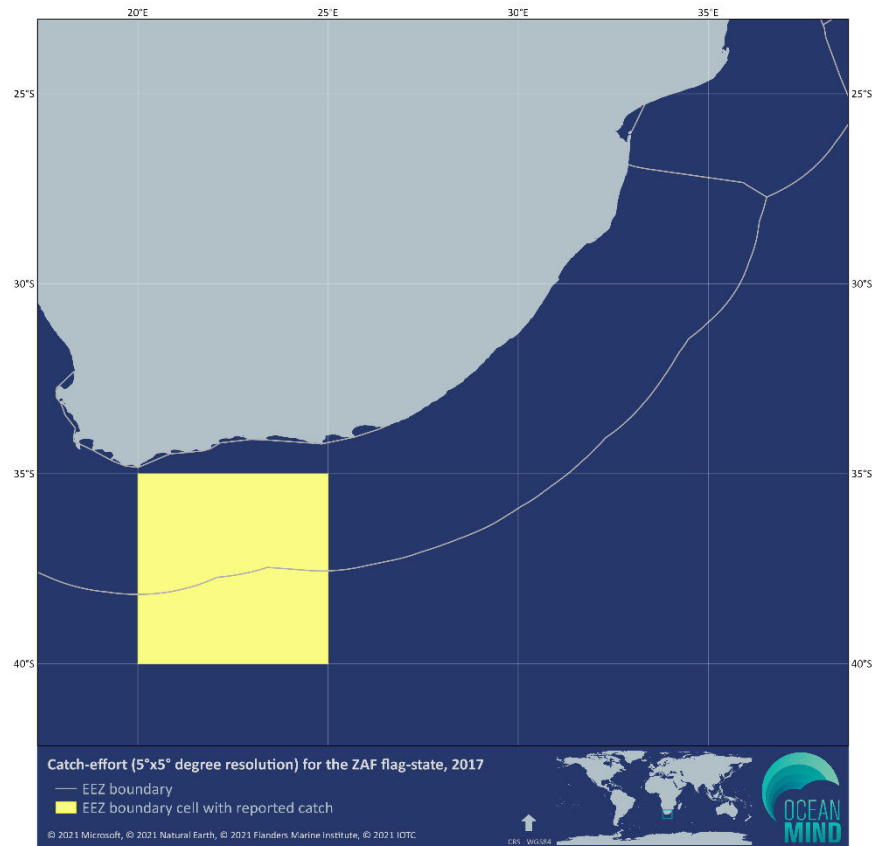 20°E 25°E 30°E 35°E
25°S 25°S
30°S 30°S
35°S 35°S
40°S 40°S
Catch-effort (5°x5° degree resolution) for the ZAF flag-state, 2017
EEZ boundary
EEZ boundary cell with reported catch
© 2021 Microsoft, © 2021 Natural Earth, © 2021 Flanders Marine Institute, © 2021 IOTC
CRS WGS84
OCEAN
MIND